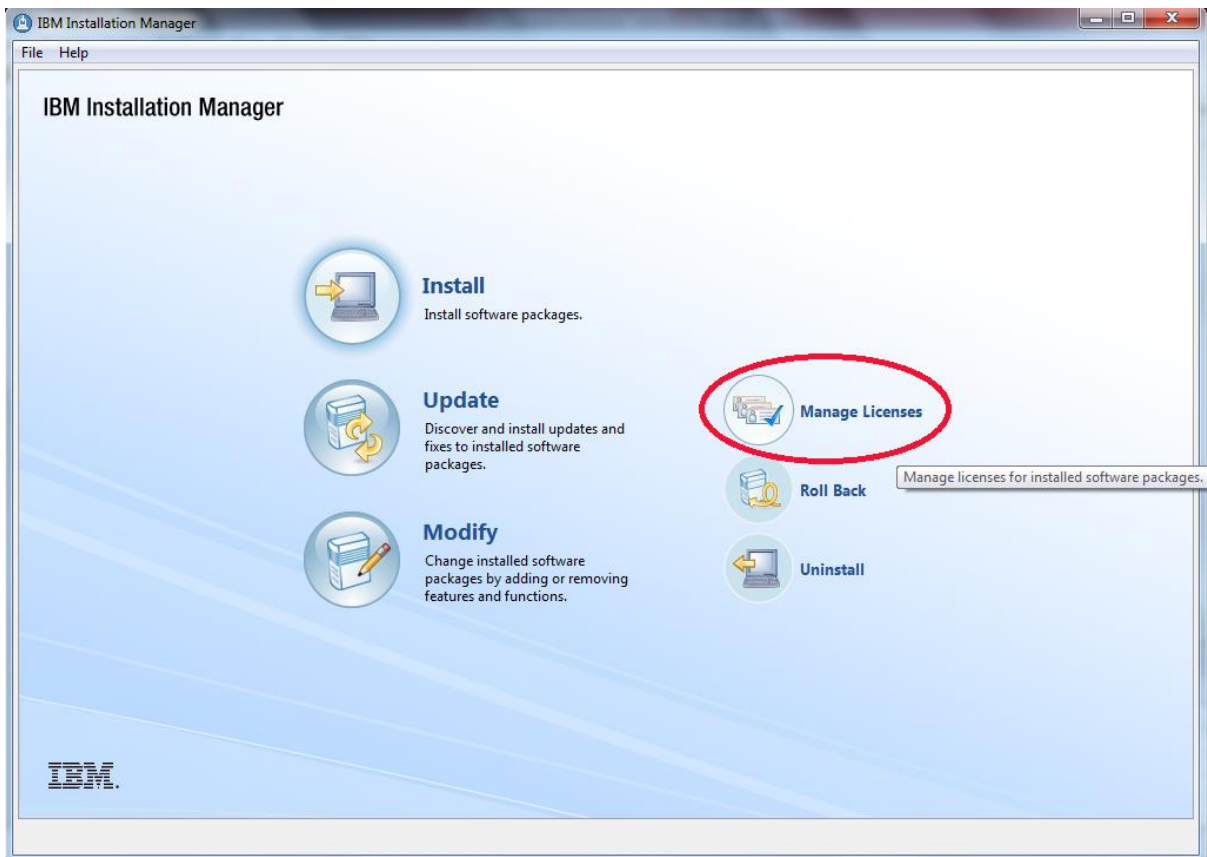 IBM Installation Manager
File Help
IBM Installation Manager
Install
Install software packages.
Update
Discover and install updates and
fixes to installed software
packages.
Modify
Change installed software
packages by adding or removing
features and functions.
Manage Licenses
Manage licenses for installed software packages.
Roll Back
Uninstall
IBM.